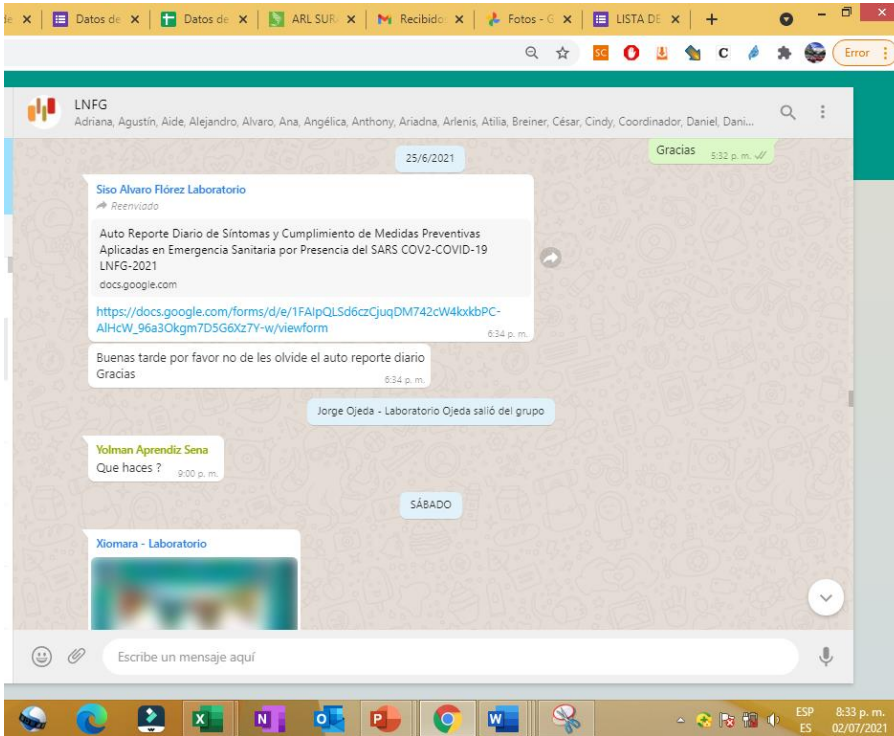 Datos de
Datos de
ARL SURA
Recibidos
Fotos - G
LISTA DE
SC
C
Error
LNFG
Adriana, Agustín, Aide, Alejandro, Alvaro, Ana, Angélica, Anthony, Ariadna, Arlenis, Atilia, Breiner, César, Cindy, Coordinador, Daniel, Dani...
Gracias
5:32 p. m.
25/6/2021
Siso Alvaro Flórez Laboratorio
Reenviado
Auto Reporte Diario de Síntomas y Cumplimiento de Medidas Preventivas
Aplicadas en Emergencia Sanitaria por Presencia del SARS COV2-COVID-19
LNFG-2021
docs.google.com
https://docs.google.com/forms/d/e/1FAIpQLSd6czCjuqDM742cW4kxkbPC-
AlHcW_96a3Okgm7D5G6Xz7Y-w/viewform
6:34 p. m.
Buenas tarde por favor no de les olvide el auto reporte diario
Gracias
6:34 p. m.
Jorge Ojeda - Laboratorio Ojeda salió del grupo
Yolman Aprendiz Sena
Que haces ?
9:00 p. m.
SÁBADO
Xiomara - Laboratorio
Escribe un mensaje aquí
ESP
ES
8:33 p. m.
02/07/2021